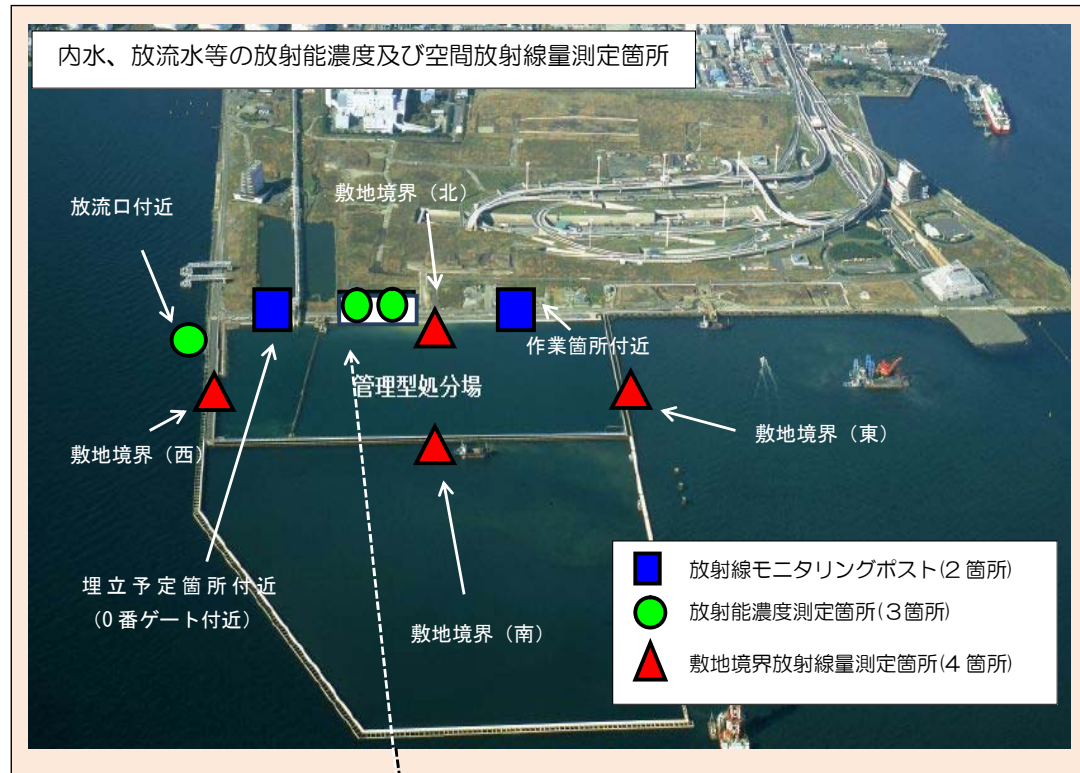 内水、放流水等の放射能濃度及び空間放射線量測定箇所
敷地境界（北）
放流口付近
作業箇所付近
管理型処分場
敷地境界（東）
敷地境界（西）
埋立予定箇所付近
（0番ゲート付近）
敷地境界（南）
放射線モニタリングポスト(2箇所)
放射能濃度測定箇所(3箇所)
敷地境界放射線量測定箇所(4箇所)